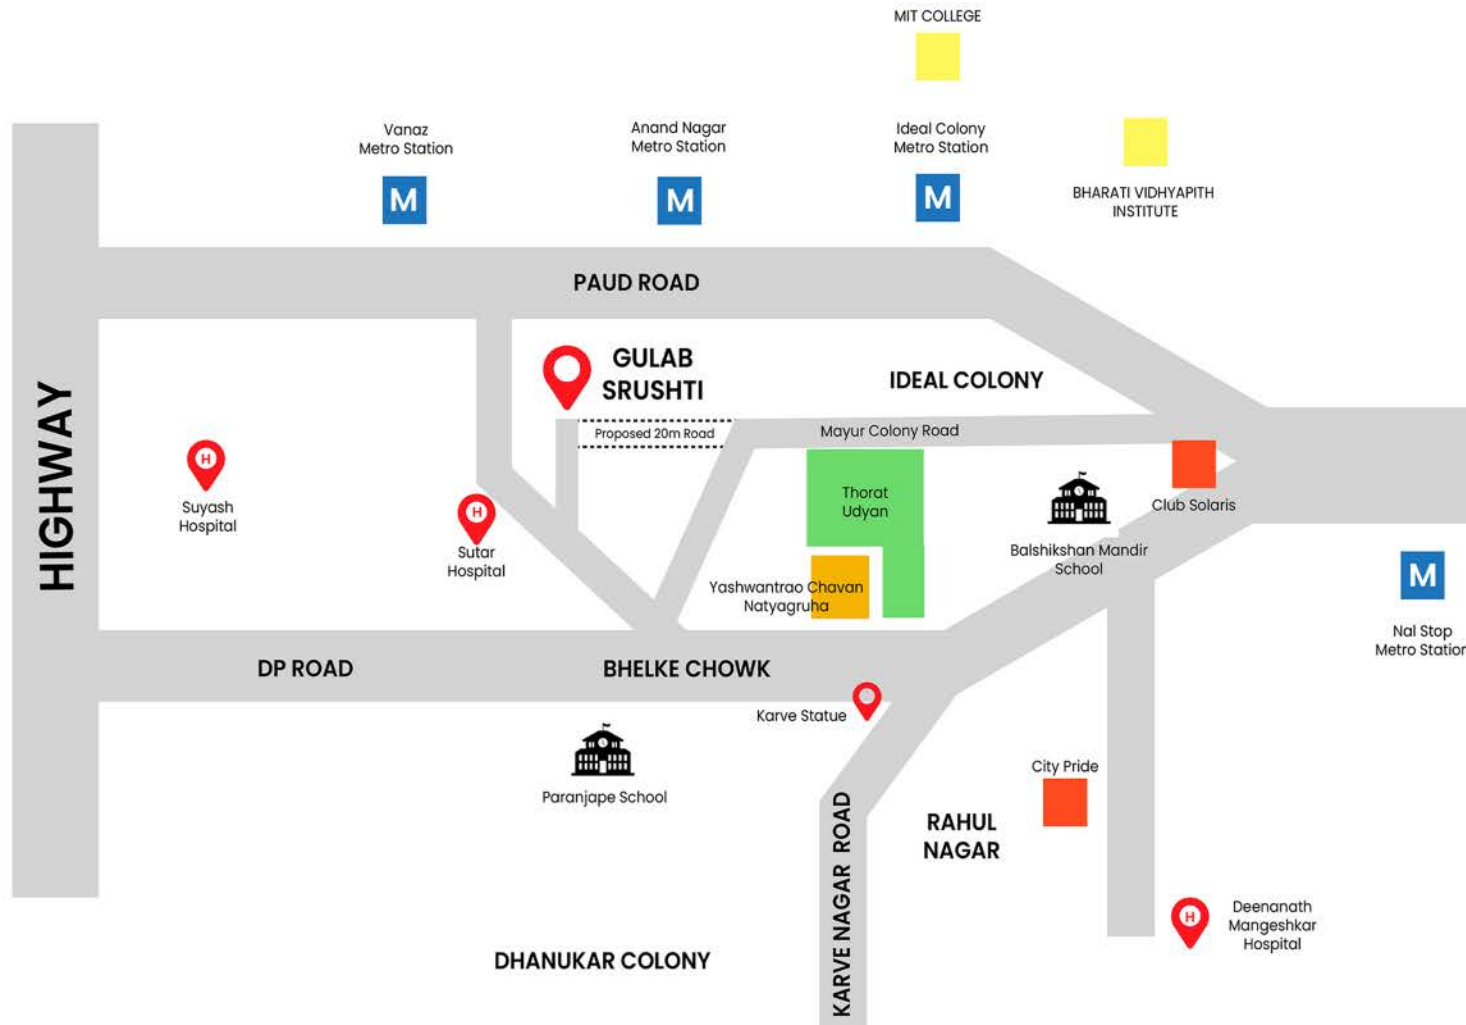 MIT COLLEGE
Vanaz
Metro Station
M
Anand Nagar
Metro Station
M
Ideal Colony
Metro Station
M
BHARATI VIDHYAPITH
INSTITUTE
PAUD ROAD
HIGHWAY
GULAB
SRUSHTI
IDEAL COLONY
Proposed 20m Road
Mayur Colony Road
H
Suyash
Hospital
H
Sutar
Hospital
Thorat
Udyan
Club Solaris
Balshikshan Mandir
School
Yashwantrao Chavan
Natyagruha
M
Nal Stop
Metro Station
DP ROAD
BHELKE CHOWK
Karve Statue
Paranjape School
City Pride
KARVE NAGAR ROAD
RAHUL
NAGAR
H
Deenanath
Mangeshkar
Hospital
DHANUKAR COLONY